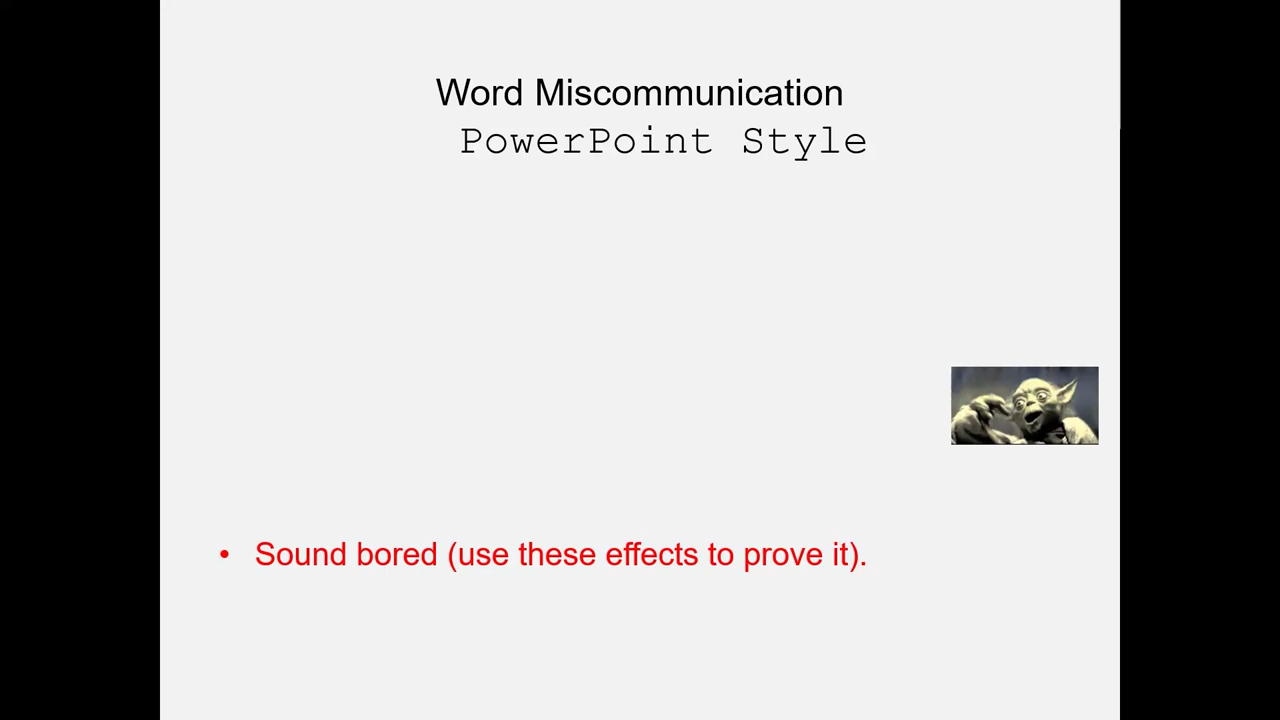 Word Miscommunication
PowerPoint Style
• Sound bored (use these effects to prove it).